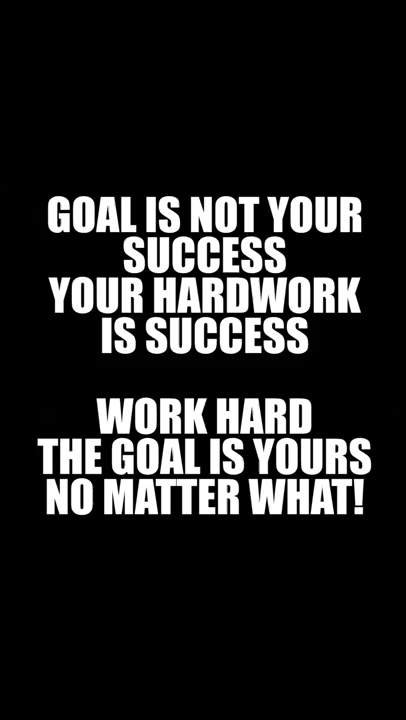 GOAL IS NOT YOUR
SUCCESS
YOUR HARDWORK
IS SUCCESS
WORK HARD
THE GOAL IS YOURS
NO MATTER WHAT!